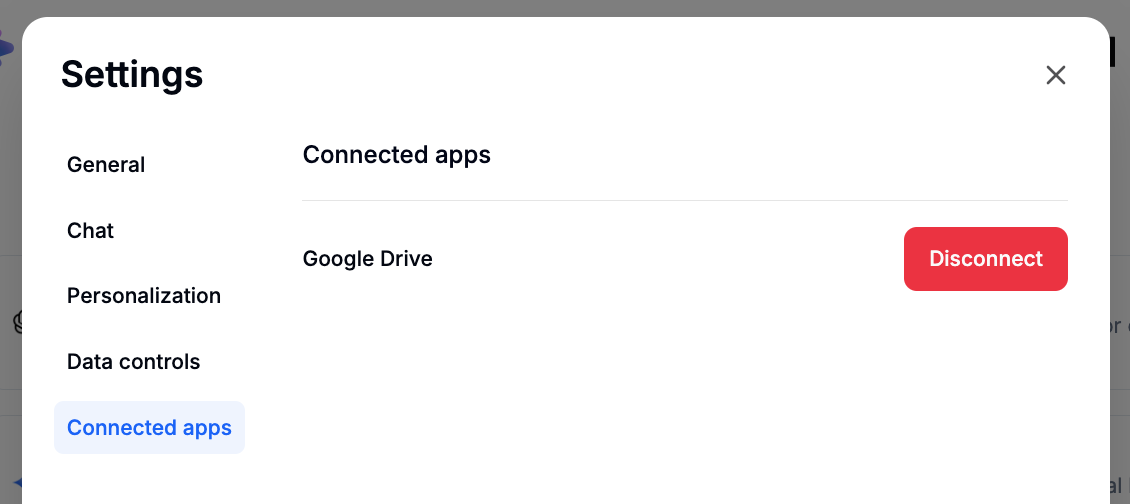 Settings
General
Chat
Personalization
Data controls
Connected apps
Connected apps
Google Drive
Disconnect